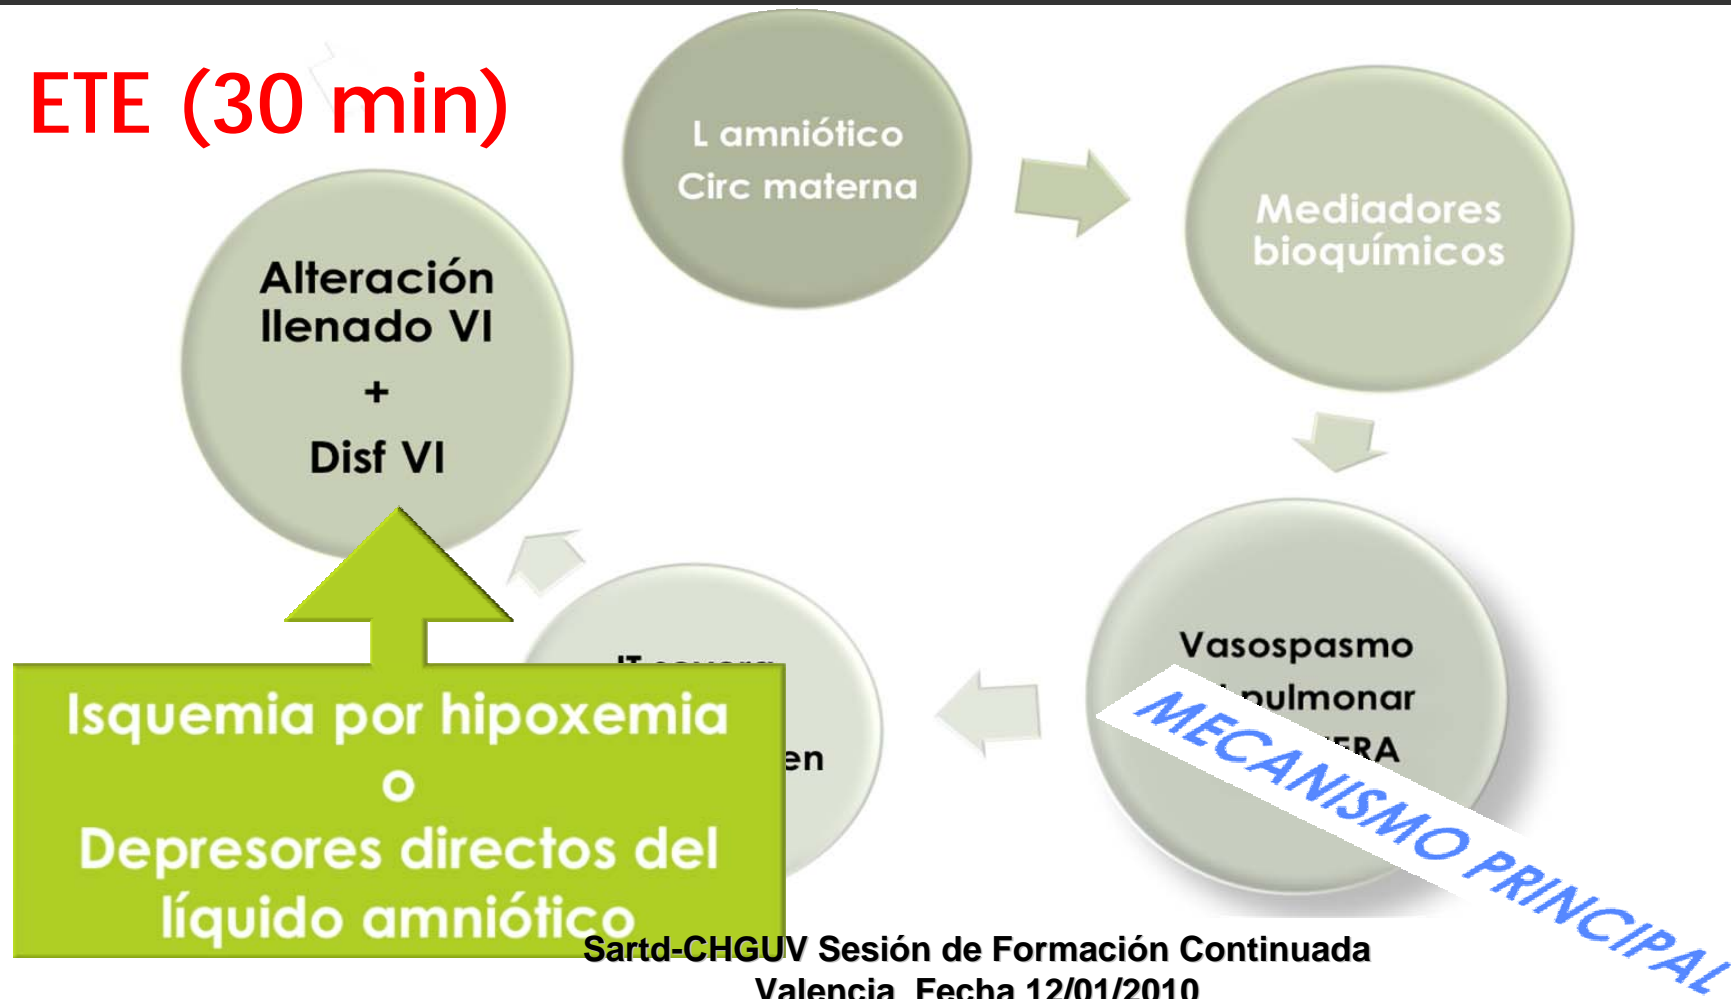 ETE (30 min)
L amniótico
Circ materna
Mediadores
bioquímicos
Vasospasmo
pulmonar
MECANISMO PRINCIPAL
en
Alteración
llenado VI
+
Disf VI
Isquemia por hipoxemia
o
Depresores directos del
líquido amniótico
Sartd-CHGUV Sesión de Formación Continuada
Valencia Fecha 12/01/2010